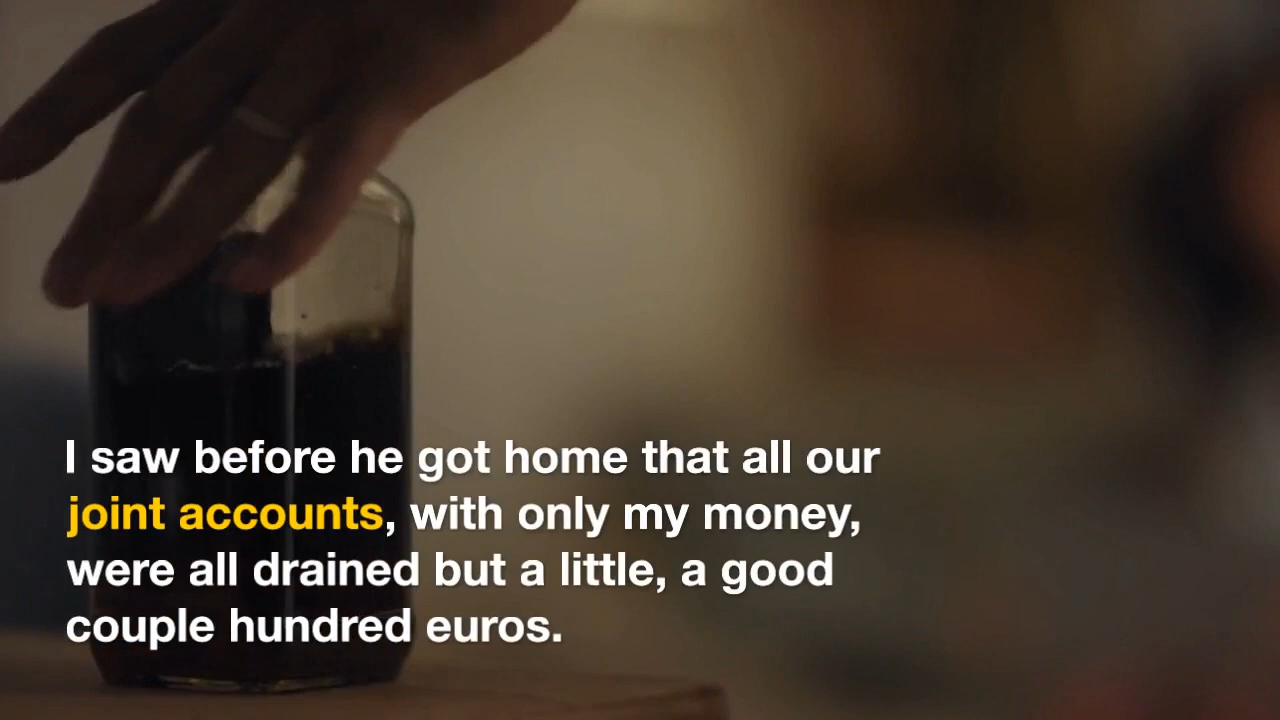 I saw before he got home that all our
joint accounts, with only my money,
were all drained but a little, a good
couple hundred euros.